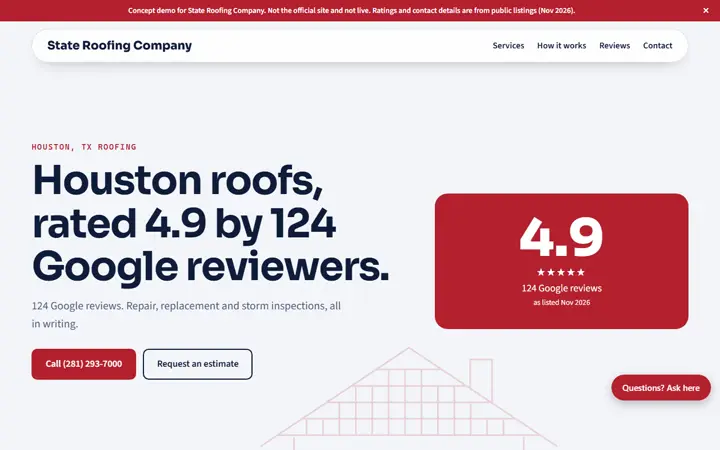 Concept demo for State Roofing Company. Not the official site and not live. Ratings and contact details are from public listings (Nov 2026).
×
State Roofing Company
Services How it works Reviews Contact
HOUSTON, TX ROOFING
Houston roofs,
rated 4.9 by 124
Google reviewers.
124 Google reviews. Repair, replacement and storm inspections, all
in writing.
Call (281) 293-7000
Request an estimate
4.9
★★★★★
124 Google reviews
as listed Nov 2026
Questions? Ask here